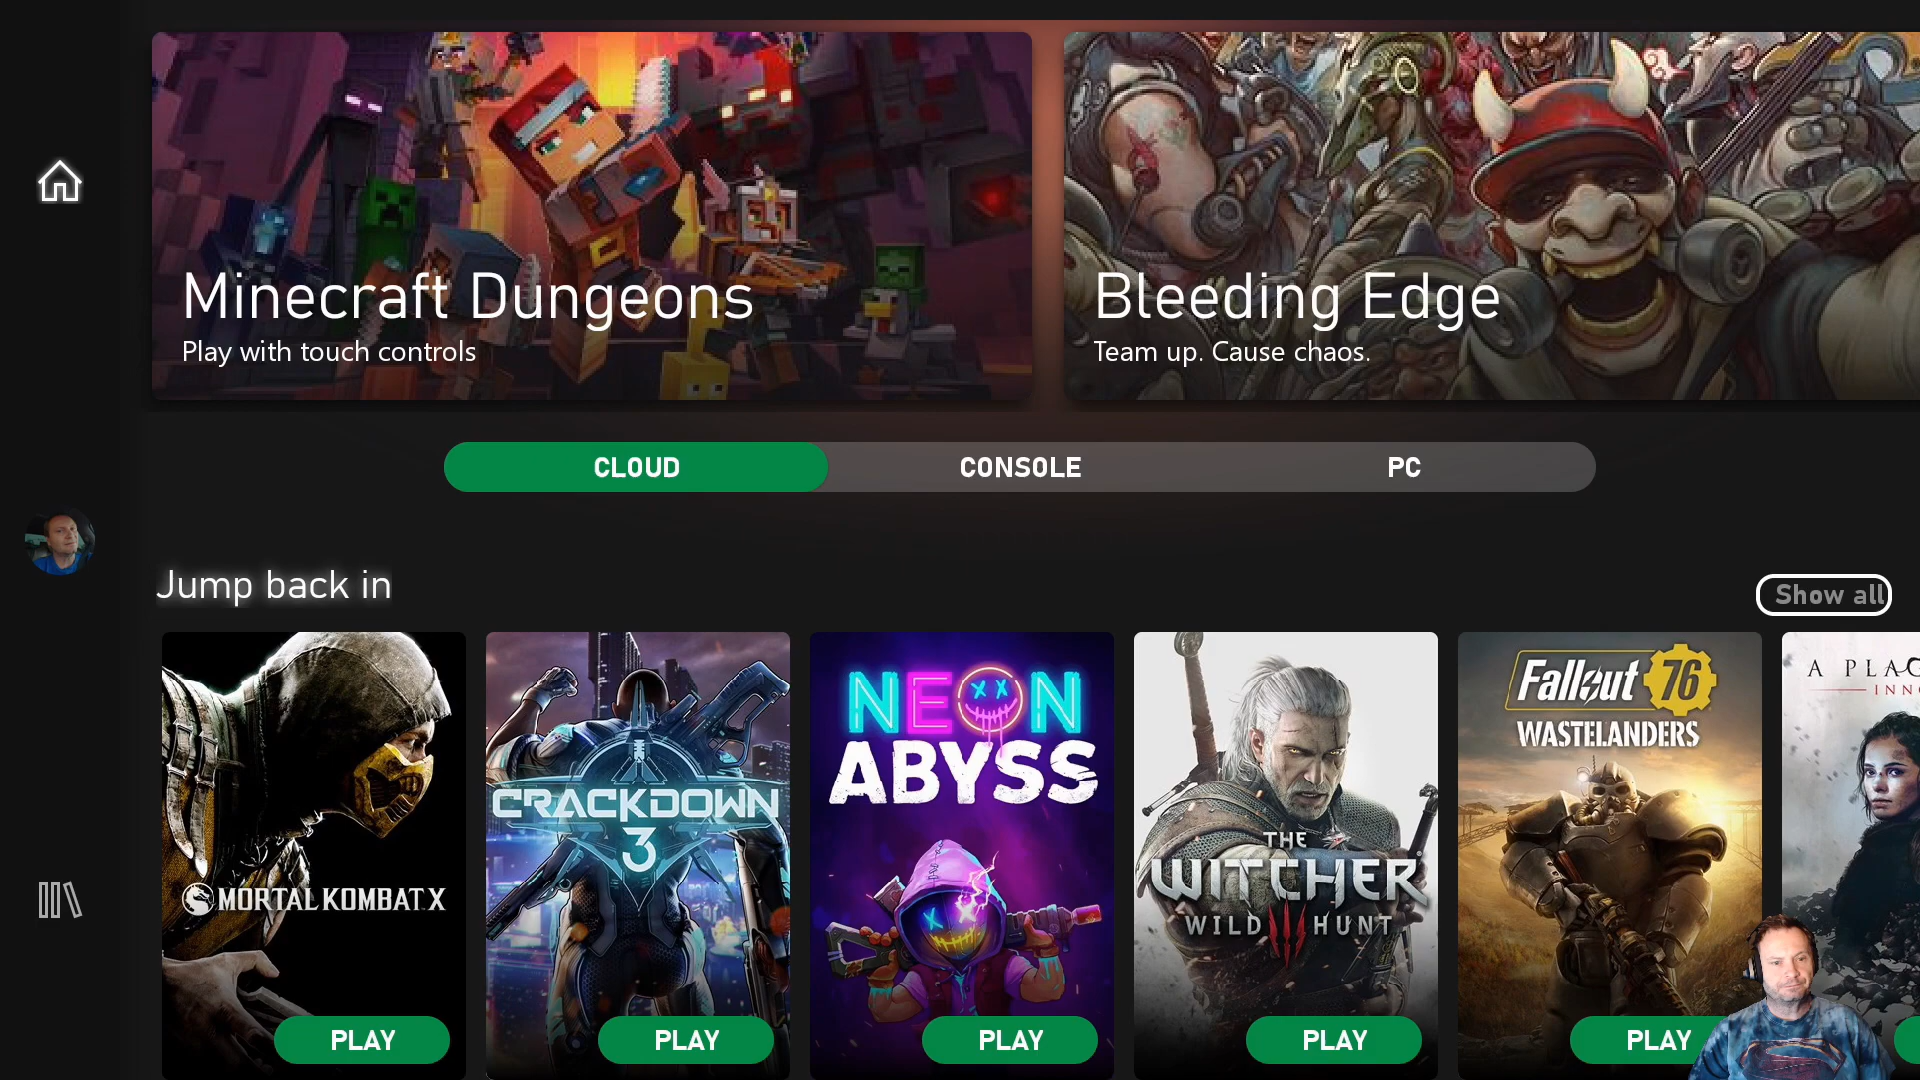 Minecraft Dungeons
Play with touch controls
Bleeding Edge
Team up. Cause chaos.
CLOUD
CONSOLE
PC
Jump back in
Show all
MORTAL KOMBAT X
PLAY
CRACKDOWN
3
PLAY
NEON
ABYSS
PLAY
THE
WITCHER
WILD HUNT
PLAY
Fallout 76
WASTELANDERS
PLAY
A PLAG
INNO